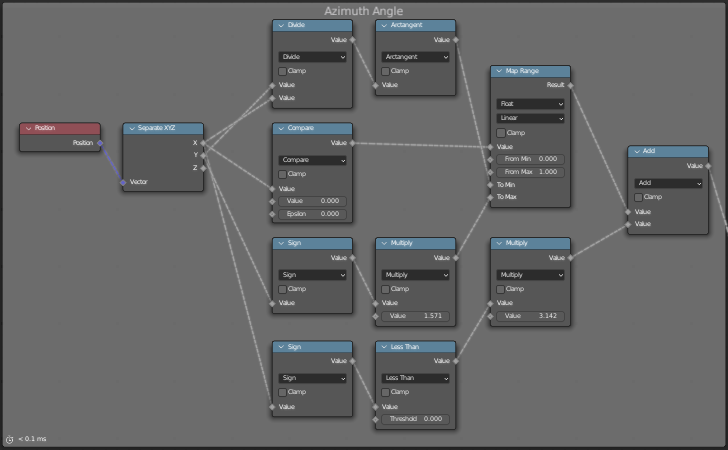 Azimuth Angle
Divide
Value
Divide
Clamp
Value
Value
Arctangent
Value
Arctangent
Clamp
Value
Map Range
Result
Float
Linear
Clamp
Value
From Min 0.000
From Max 1.000
To Min
To Max
Position
Position
Separate XYZ
X
Y
Z
Vector
Compare
Value
Compare
Clamp
Value
Value 0.000
Epsilon 0.000
Add
Value
Add
Clamp
Value
Value
Sign
Value
Sign
Clamp
Value
Multiply
Value
Multiply
Clamp
Value
Value 1.571
Multiply
Value
Multiply
Clamp
Value
Value 3.142
Sign
Value
Sign
Clamp
Value
Less Than
Value
Less Than
Clamp
Value
Threshold 0.000
< 0.1 ms